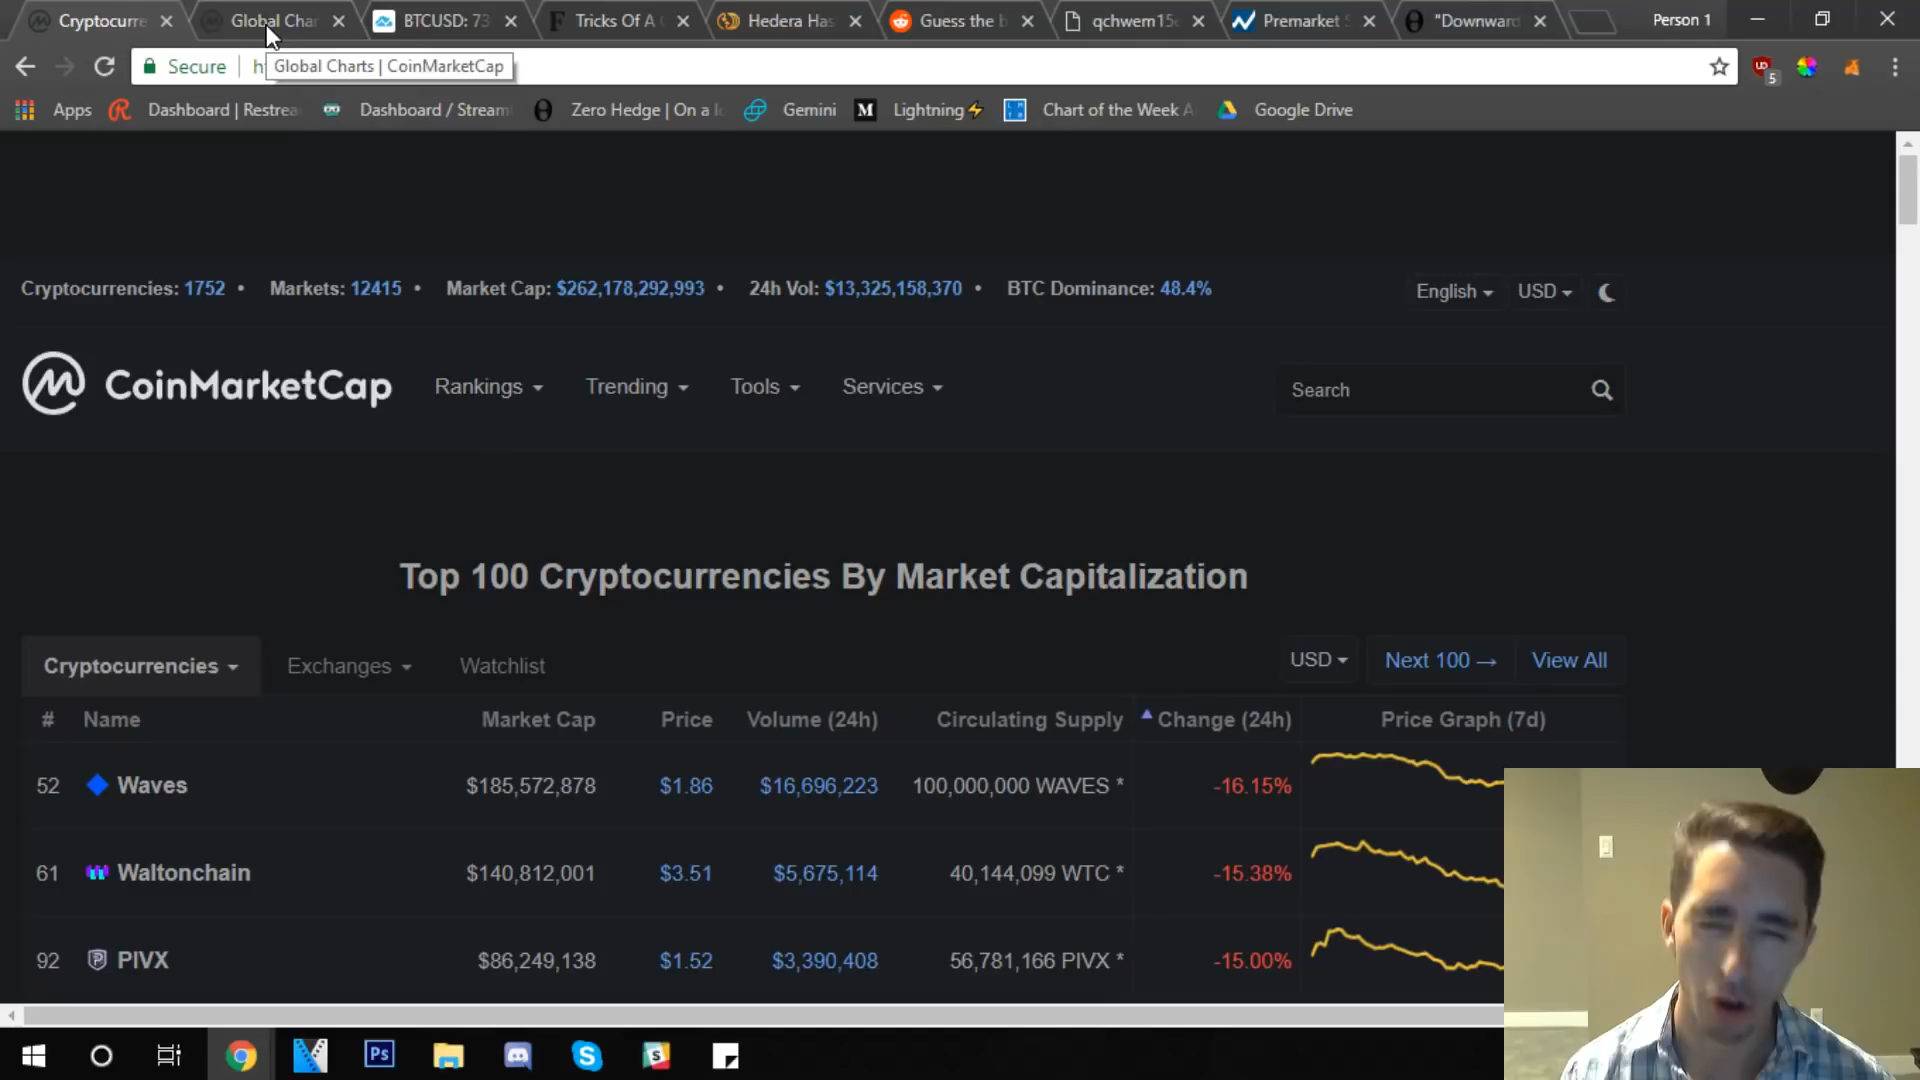 Cryptocurre Global Char BTCUSD: 73 Tricks Of A Hedera Has Guess the b qchwem15 Premarket "Downward Person 1
Secure Global Charts | CoinMarketCap 5
Apps Dashboard | Restrea Dashboard / Stream Zero Hedge | On a l Gemini Lightning⚡ Chart of the Week A Google Drive
Cryptocurrencies: 1752 • Markets: 12415 • Market Cap: $262,178,292,993 • 24h Vol: $13,325,158,370 • BTC Dominance: 48.4% English USD
CoinMarketCap Rankings Trending Tools Services Search
Top 100 Cryptocurrencies By Market Capitalization
Cryptocurrencies Exchanges Watchlist USD Next 100 → View All
# Name Market Cap Price Volume (24h) Circulating Supply Change (24h) Price Graph (7d)
52 Waves $185,572,878 $1.86 $16,696,223 100,000,000 WAVES * -16.15%
61 Waltonchain $140,812,001 $3.51 $5,675,114 40,144,099 WTC * -15.38%
92 PIVX $86,249,138 $1.52 $3,390,408 56,781,166 PIVX * -15.00%
Ps